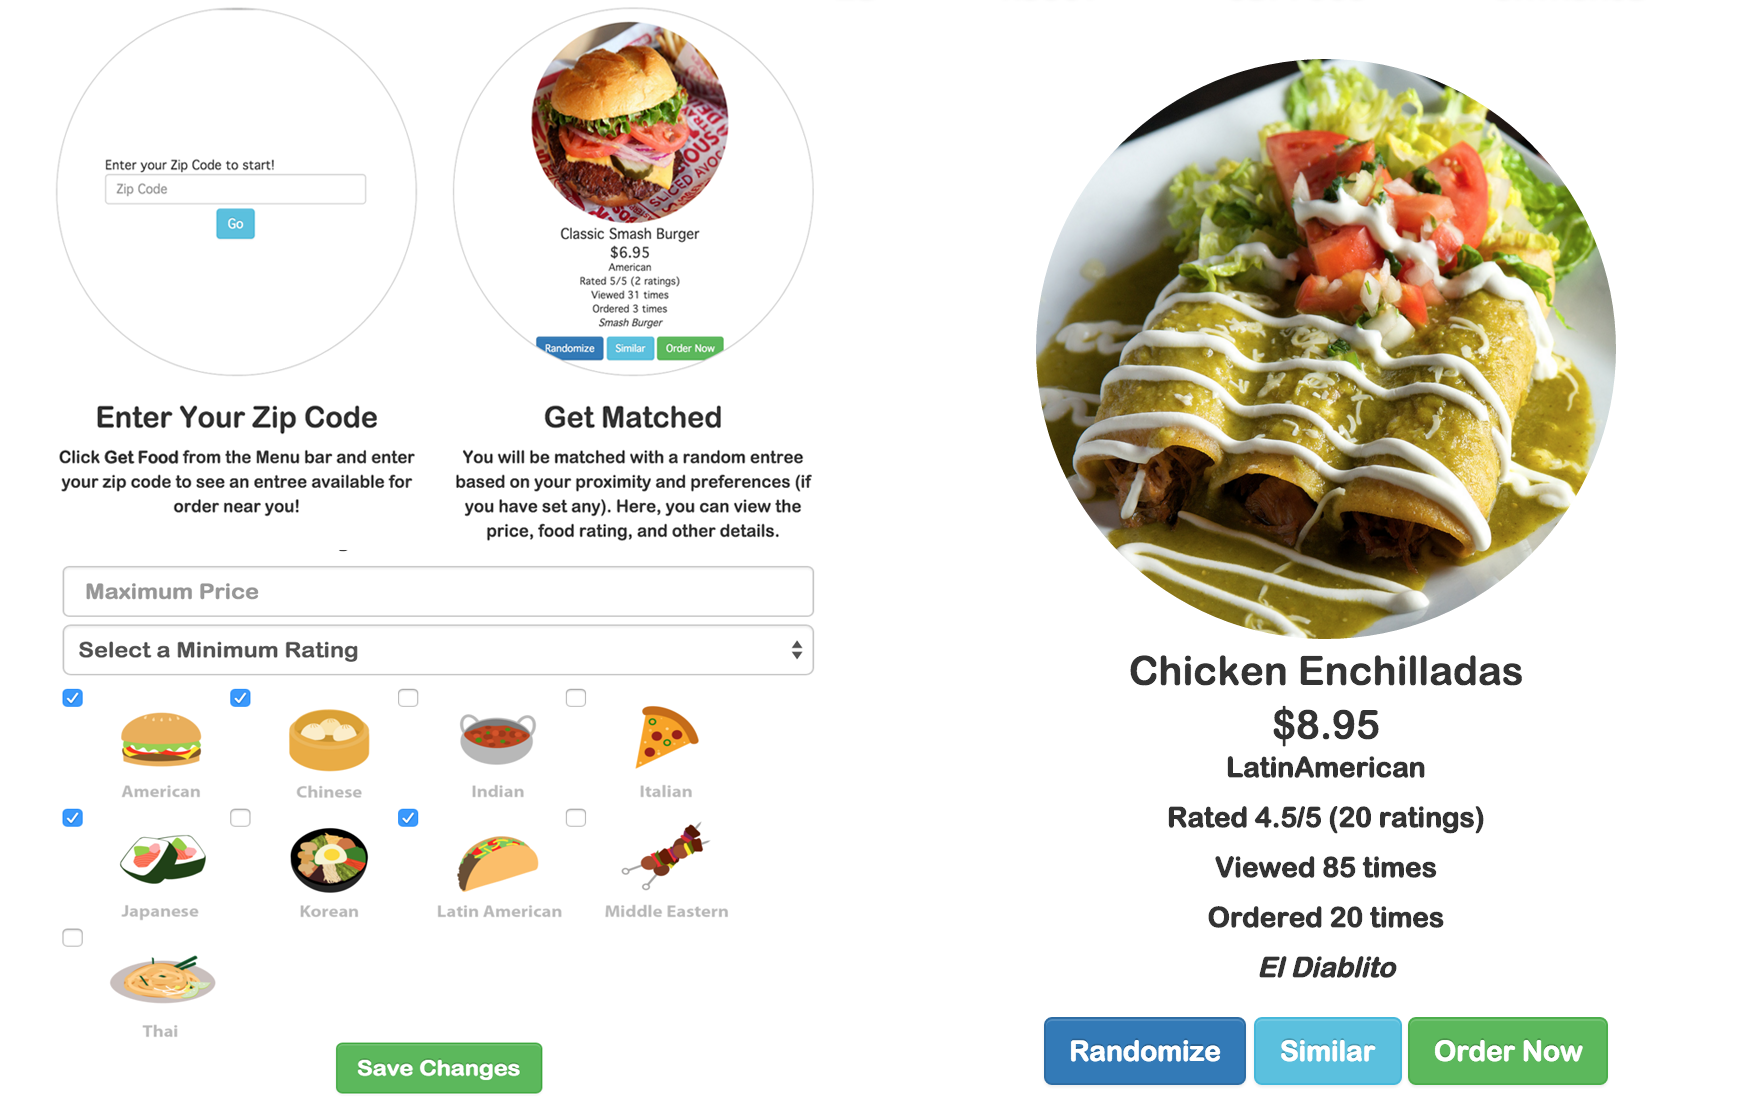 Enter your Zip Code to start!
Zip Code
Go
Classic Smash Burger
$6.95
American
Rated 5/5 (2 ratings)
Viewed 31 times
Ordered 3 times
Smash Burger
Randomize
Similar
Order Now
Enter Your Zip Code
Click Get Food from the Menu bar and enter
your zip code to see an entree available for
order near you!
Get Matched
You will be matched with a random entree
based on your proximity and preferences (if
you have set any). Here, you can view the
price, food rating, and other details.
Maximum Price
Select a Minimum Rating
American
Chinese
Indian
Italian
Japanese
Korean
Latin American
Middle Eastern
Thai
Save Changes
Chicken Enchilladas
$8.95
LatinAmerican
Rated 4.5/5 (20 ratings)
Viewed 85 times
Ordered 20 times
El Diablito
Randomize
Similar
Order Now